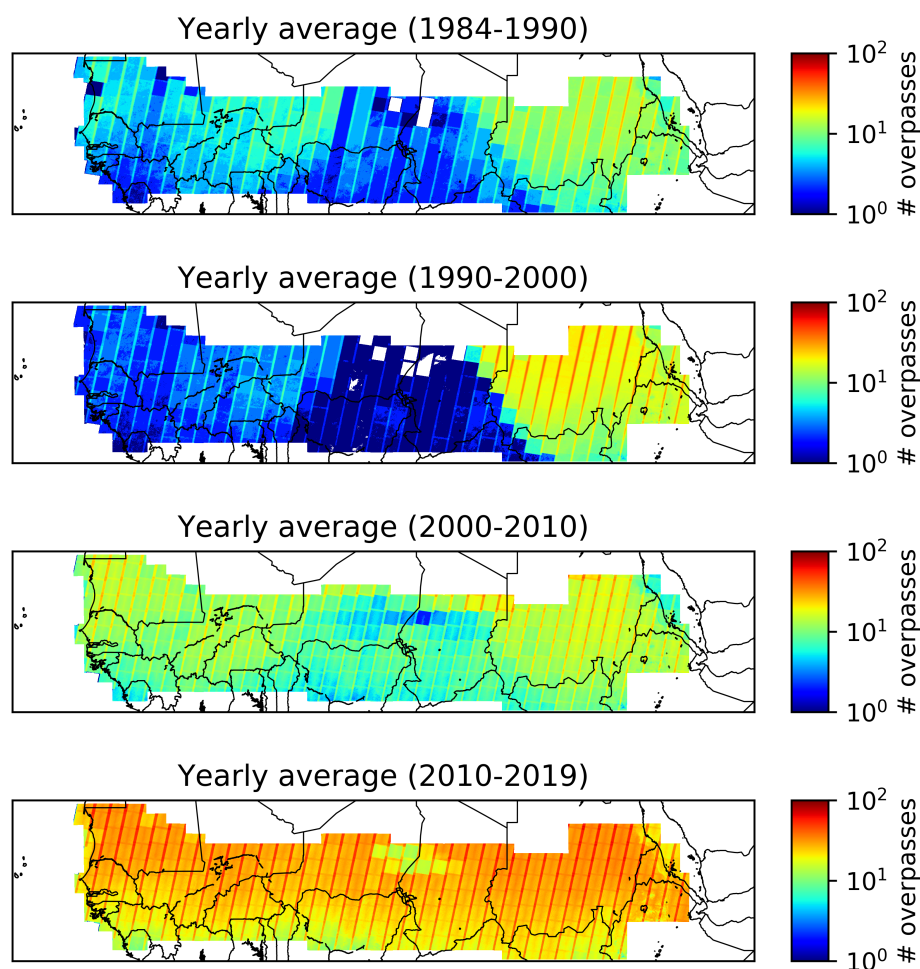 Yearly average (1984-1990)
10²
10¹
10⁰
# overpasses
Yearly average (1990-2000)
10²
10¹
10⁰
# overpasses
Yearly average (2000-2010)
10²
10¹
10⁰
# overpasses
Yearly average (2010-2019)
10²
10¹
10⁰
# overpasses